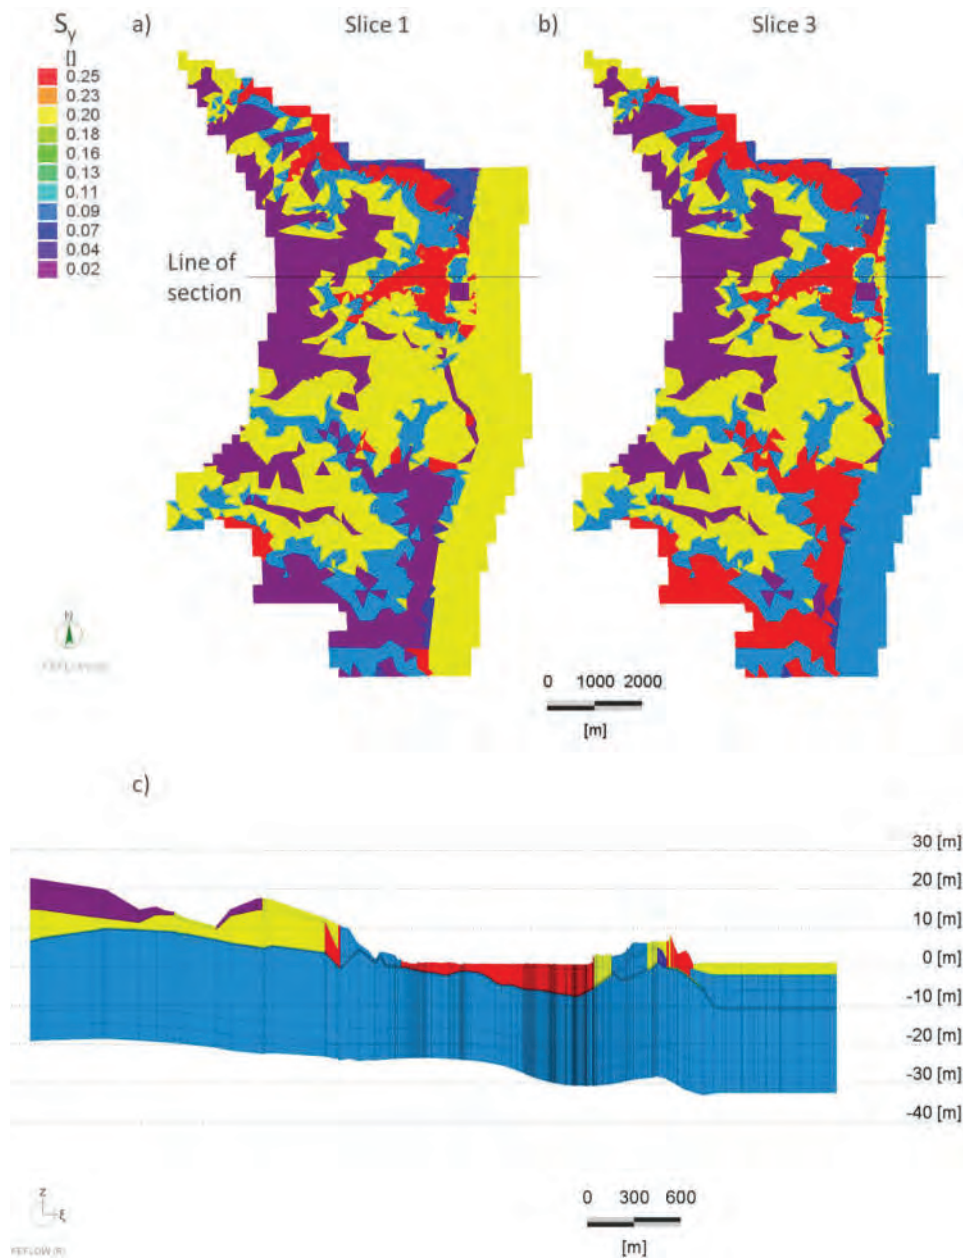 Sy
a)
Slice 1
b)
Slice 3
[]
0.25
0.23
0.20
0.18
0.16
0.13
0.11
0.09
0.07
0.04
0.02
Line of
section
N
0 1000 2000
[m]
c)
30 [m]
20 [m]
10 [m]
0 [m]
-10 [m]
-20 [m]
-30 [m]
-40 [m]
z
ξ
0 300 600
[m]
FEFLOW (R)